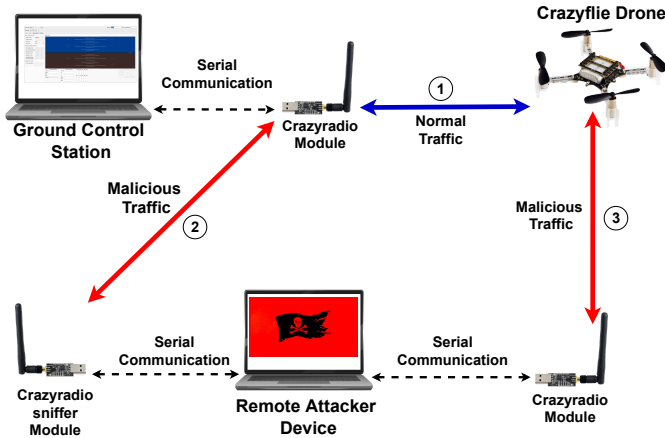 Crazyflie Drone
Serial
Communication
1
Ground Control
Station
Crazyradio
Module
Normal
Traffic
Malicious
Traffic
2
Malicious
Traffic
3
Serial
Communication
Serial
Communication
Crazyradio
sniffer
Module
Remote Attacker
Device
Crazyradio
Module